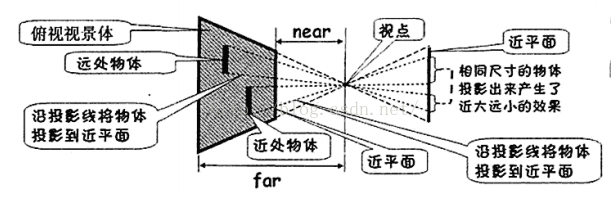 俯视视景体
远处物体
沿投影线将物体
投影到近平面
near
视点
近平面
相同尺寸的物体
投影出来产生了
近大远小的效果
近处物体
近平面
沿投影线将物体
投影到近平面
far